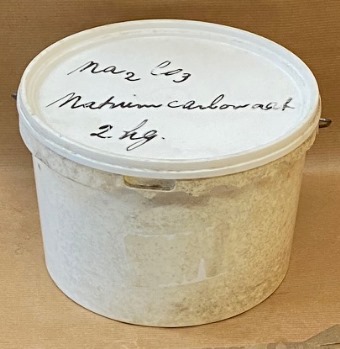 Na2 CO3
Natriumcarbonaat
2 kg.